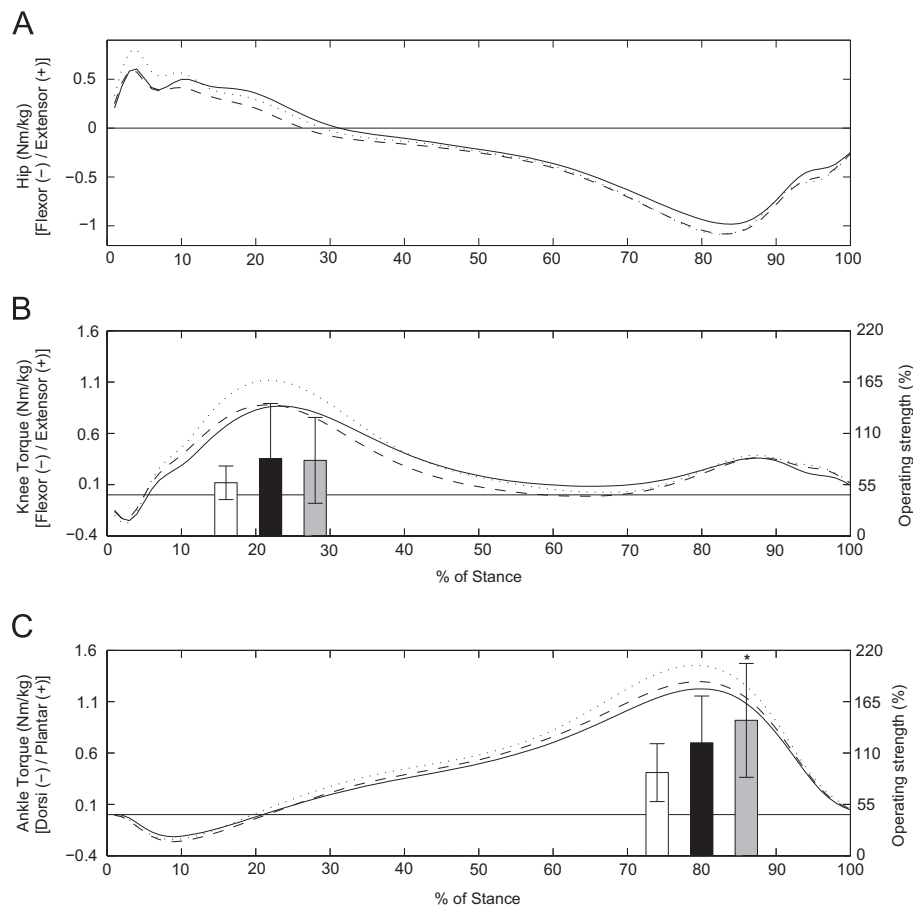 A
Hip (Nm/kg)
[Flexor (−) / Extensor (+)]
0.5
0
−0.5
−1
0 10 20 30 40 50 60 70 80 90 100
B
Knee Torque (Nm/kg)
[Flexor (−) / Extensor (+)]
1.6
1.1
0.6
0.1
−0.4
220
165
110
55
0
Operating strength (%)
0 10 20 30 40 50 60 70 80 90 100
% of Stance
C
Ankle Torque (Nm/kg)
[Dorsi (−) / Plantar (+)]
1.6
1.1
0.6
0.1
−0.4
*
220
165
110
55
0
Operating strength (%)
0 10 20 30 40 50 60 70 80 90 100
% of Stance